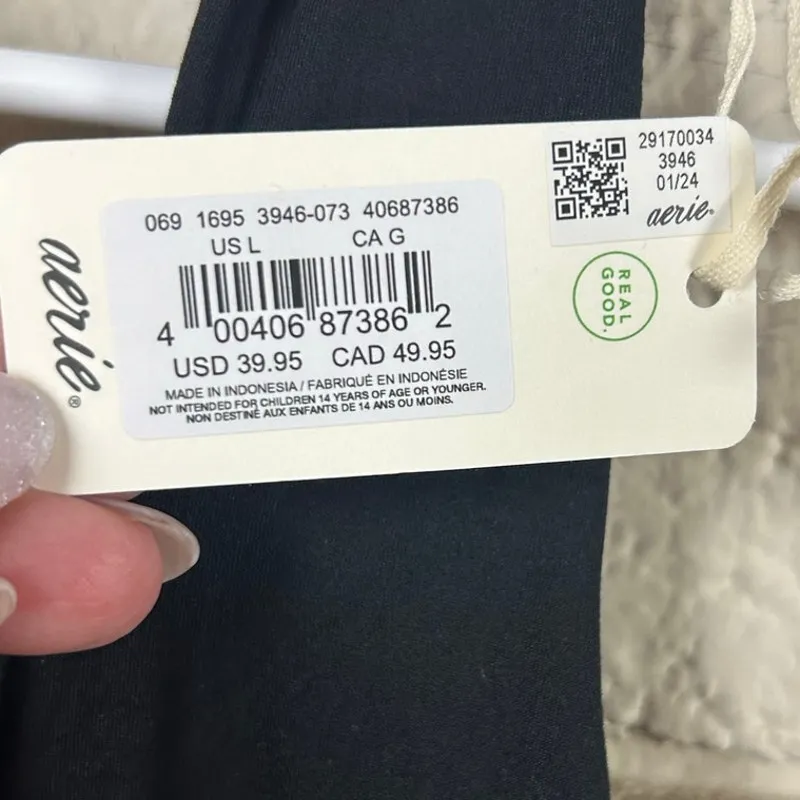 aerie®
069 1695 3946-073 40687386
US L CA G
4 00406 87386 2
USD 39.95 CAD 49.95
MADE IN INDONESIA / FABRIQUÉ EN INDONÉSIE
NOT INTENDED FOR CHILDREN 14 YEARS OF AGE OR YOUNGER.
NON DESTINÉ AUX ENFANTS DE 14 ANS OU MOINS.
29170034
3946
01/24
aerie®
REAL
GOOD.